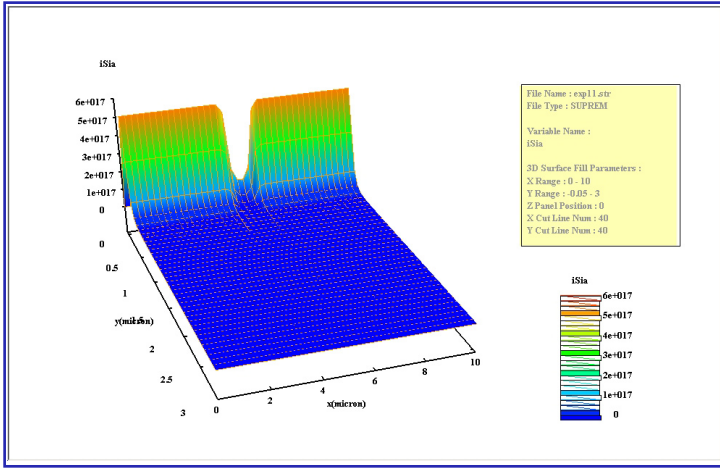 iSia
6e+017
5e+017
4e+017
3e+017
2e+017
1e+017
0
0
0.5
1
y(micron)
2
2.5
3
0
2
4
6
8
10
x(micron)
File Name : exp11.str
File Type : SUPREM
Variable Name :
iSia
3D Surface Fill Parameters :
X Range : 0 - 10
Y Range : -0.05 - 3
Z Panel Position : 0
X Cut Line Num : 40
Y Cut Line Num : 40
iSia
6e+017
5e+017
4e+017
3e+017
2e+017
1e+017
0